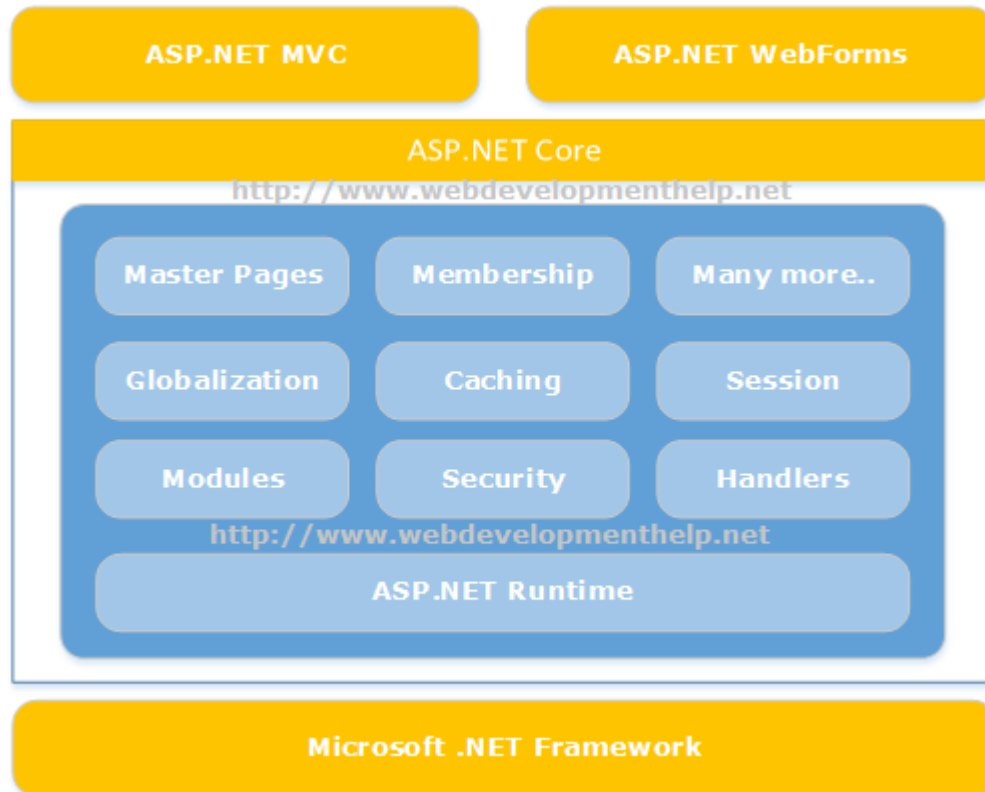 ASP.NET MVC
ASP.NET WebForms
ASP.NET Core
http://www.webdevelopmenthelp.net
Master Pages
Membership
Many more..
Globalization
Caching
Session
Modules
Security
Handlers
http://www.webdevelopmenthelp.net
ASP.NET Runtime
Microsoft .NET Framework